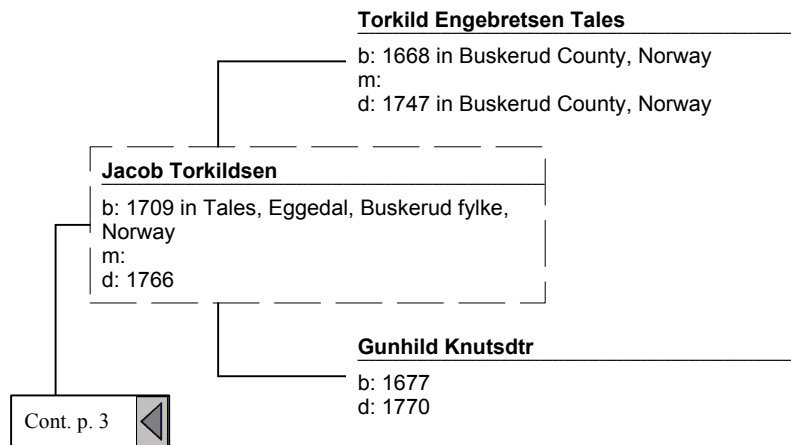 Torkild Engebretsen Tales
b: 1668 in Buskerud County, Norway
m:
d: 1747 in Buskerud County, Norway
Jacob Torkildsen
b: 1709 in Tales, Eggedal, Buskerud fylke,
Norway
m:
d: 1766
Gunhild Knutsdtr
b: 1677
d: 1770
Cont. p. 3